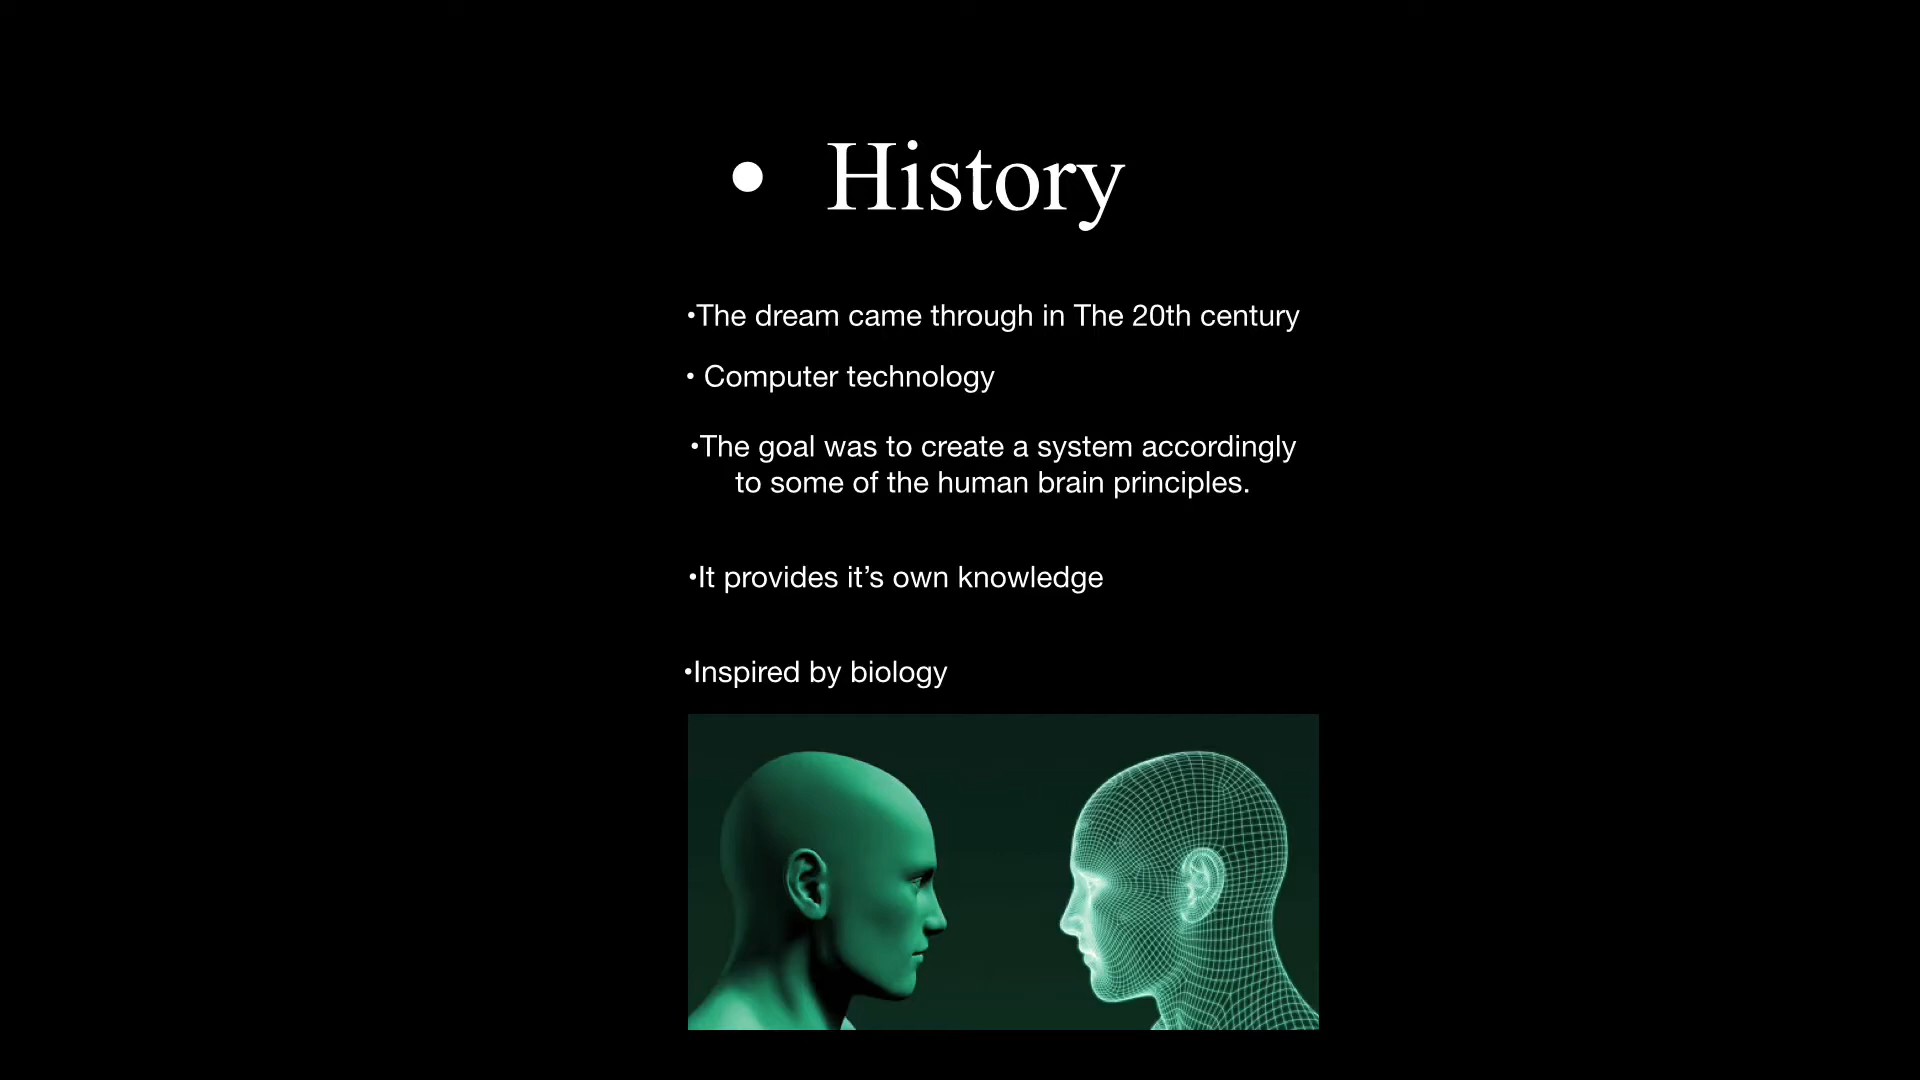 • History
•The dream came through in The 20th century
• Computer technology
•The goal was to create a system accordingly
to some of the human brain principles.
•It provides it’s own knowledge
•Inspired by biology